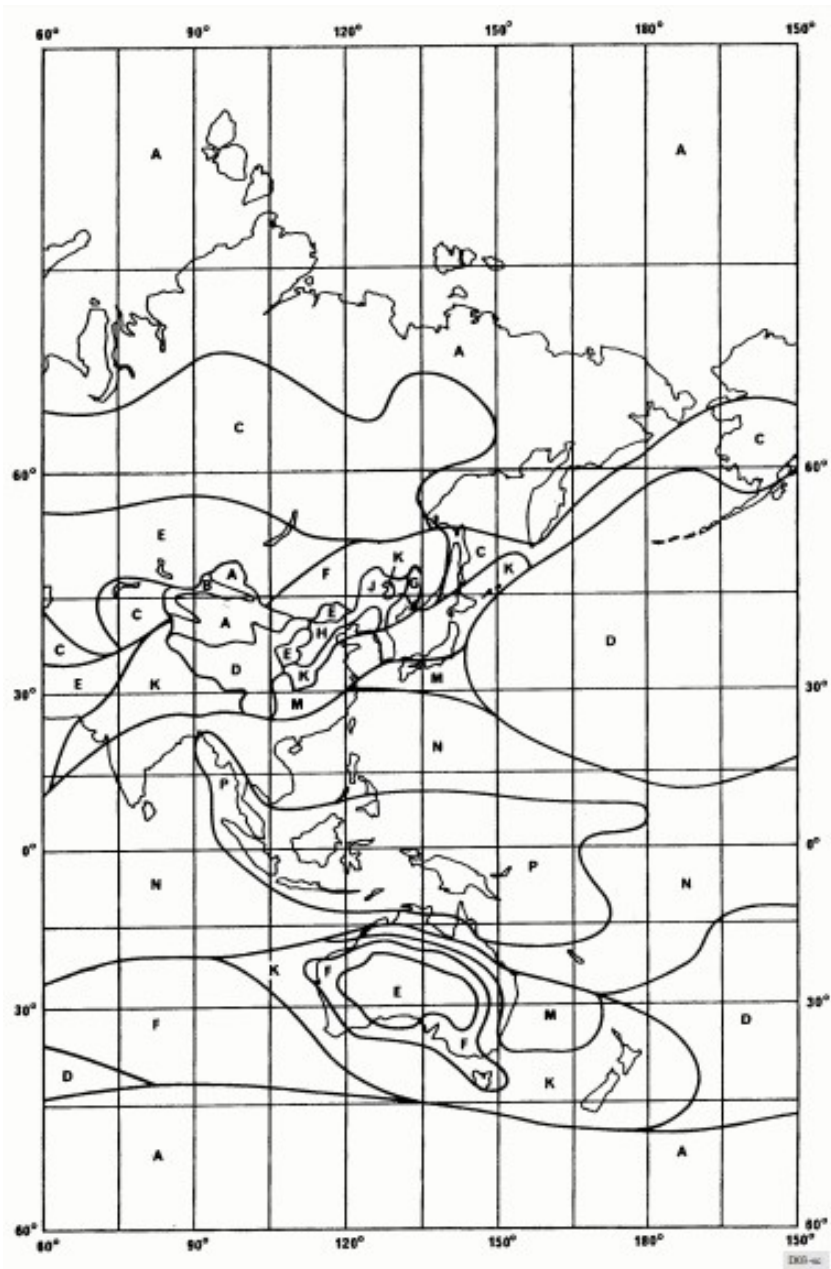 60° 90° 120° 150° 180° 150°
A A
A
C C
60° 60°
E K C
F K
A B J G
E
C A H D
C E
E K D K M
30° 30°
M
N
P
0° 0°
P
N N
K F
E
30° M 30°
F D
F
D K
A A
60° 60°
60° 90° 120° 150° 180° 150°